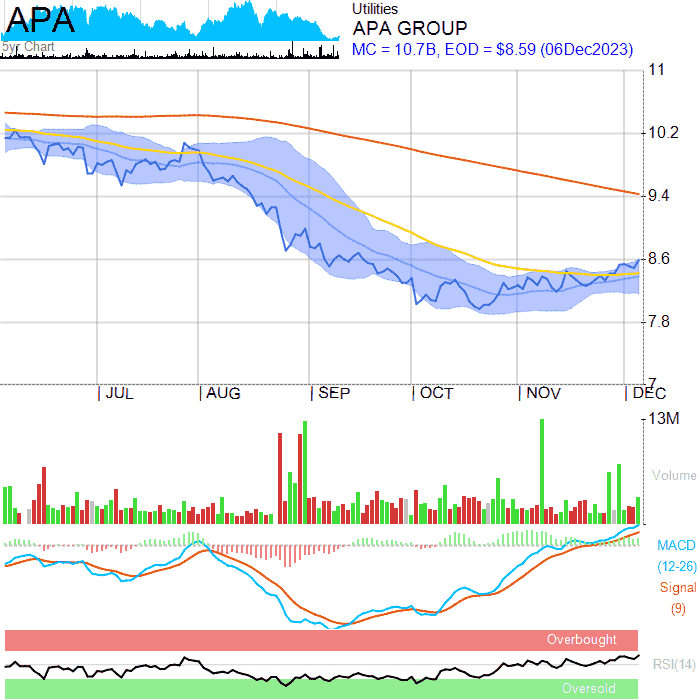 APA
5yr Chart
Utilities
APA GROUP
MC = 10.7B, EOD = $8.59 (06Dec2023)
11
10.2
9.4
8.6
7.8
7
JUL AUG SEP OCT NOV DEC
13M
Volume
MACD
(12-26)
Signal
(9)
Overbought
RSI(14)
Oversold